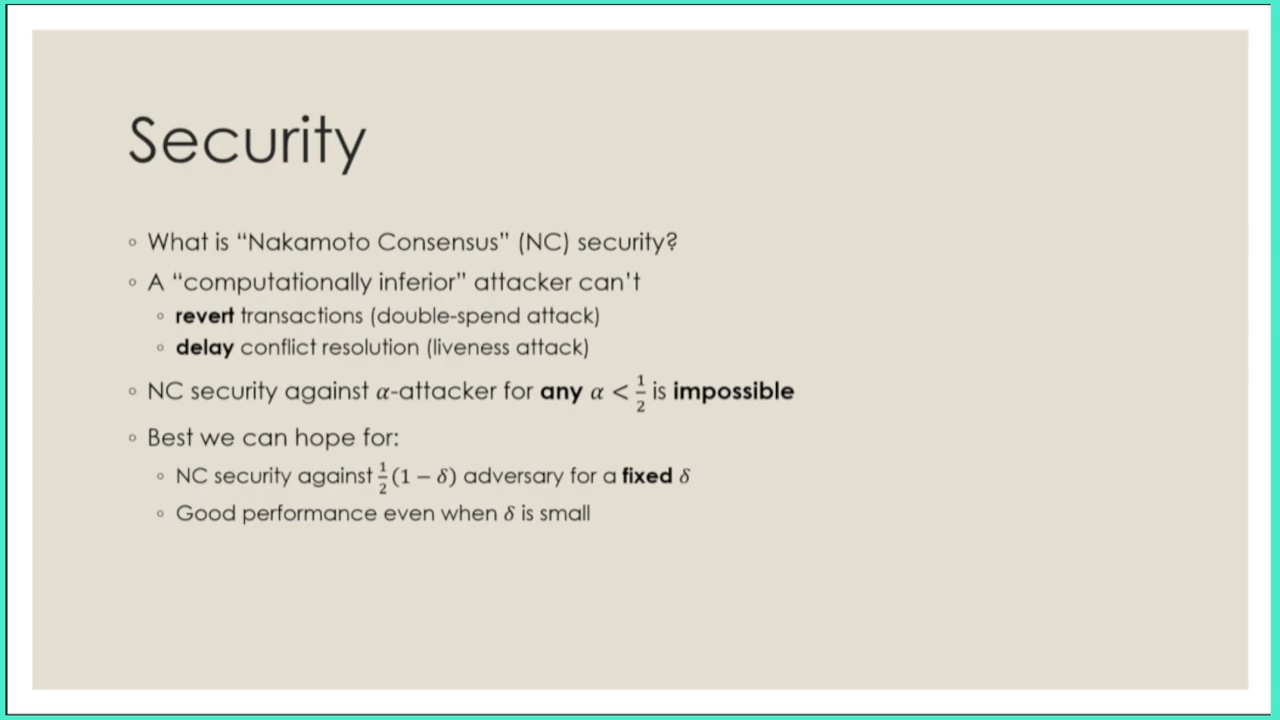 Security
◦ What is “Nakamoto Consensus” (NC) security?
◦ A “computationally inferior” attacker can’t
◦ revert transactions (double-spend attack)
◦ delay conflict resolution (liveness attack)
◦ NC security against α-attacker for any α < 1/2 is impossible
◦ Best we can hope for:
◦ NC security against 1/2 (1 − δ) adversary for a fixed δ
◦ Good performance even when δ is small